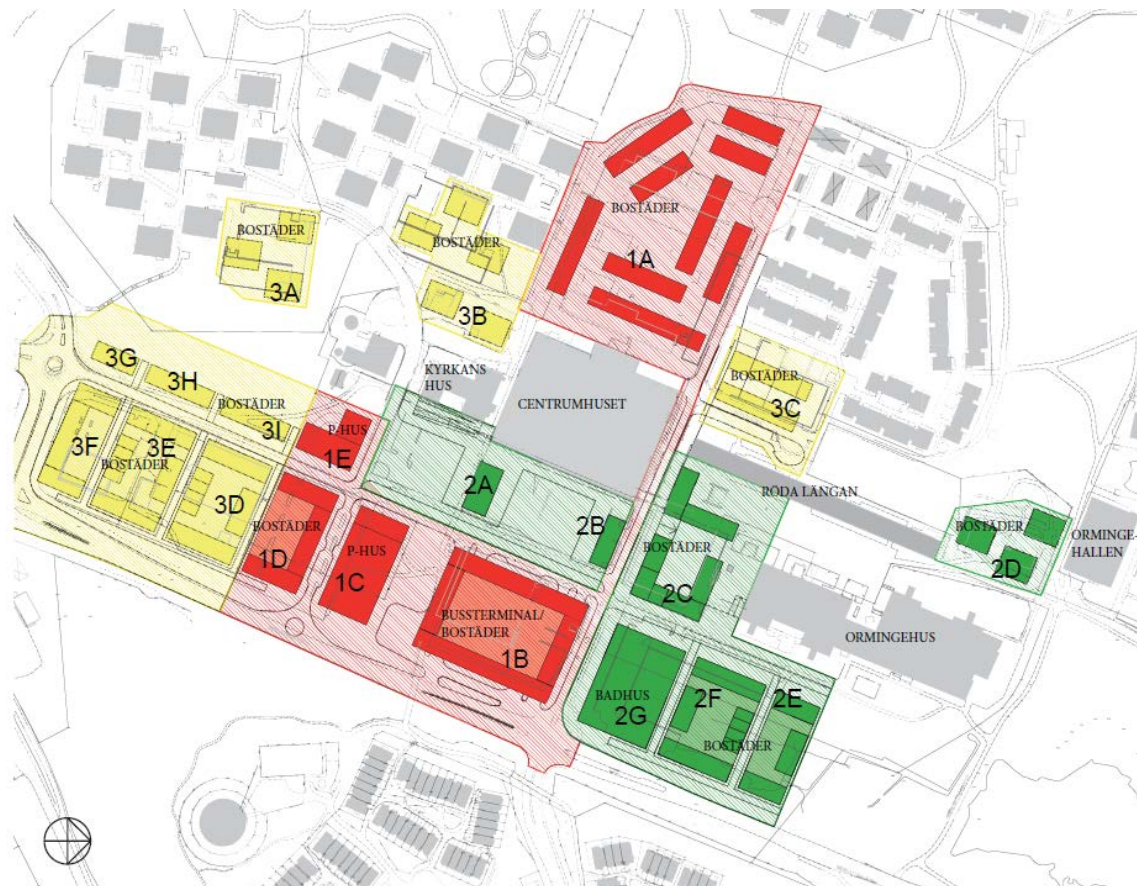 BOSTÄDER
1A
BOSTÄDER
3A
BOSTÄDER
3B
KYRKANS
HUS
CENTRUMHUSET
BOSTÄDER
3C
3G
3H
BOSTÄDER
3I
3F
3E
BOSTÄDER
3D
P-HUS
1E
BOSTÄDER
1D
P-HUS
1C
2A
2B
BUSSTERMINAL/
BOSTÄDER
1B
RÖDA LÄNGAN
BOSTÄDER
2C
BOSTÄDER
2D
ORMINGE-
HALLEN
ORMINGEHUS
BADHUS
2G
2F
2E
BOSTÄDER